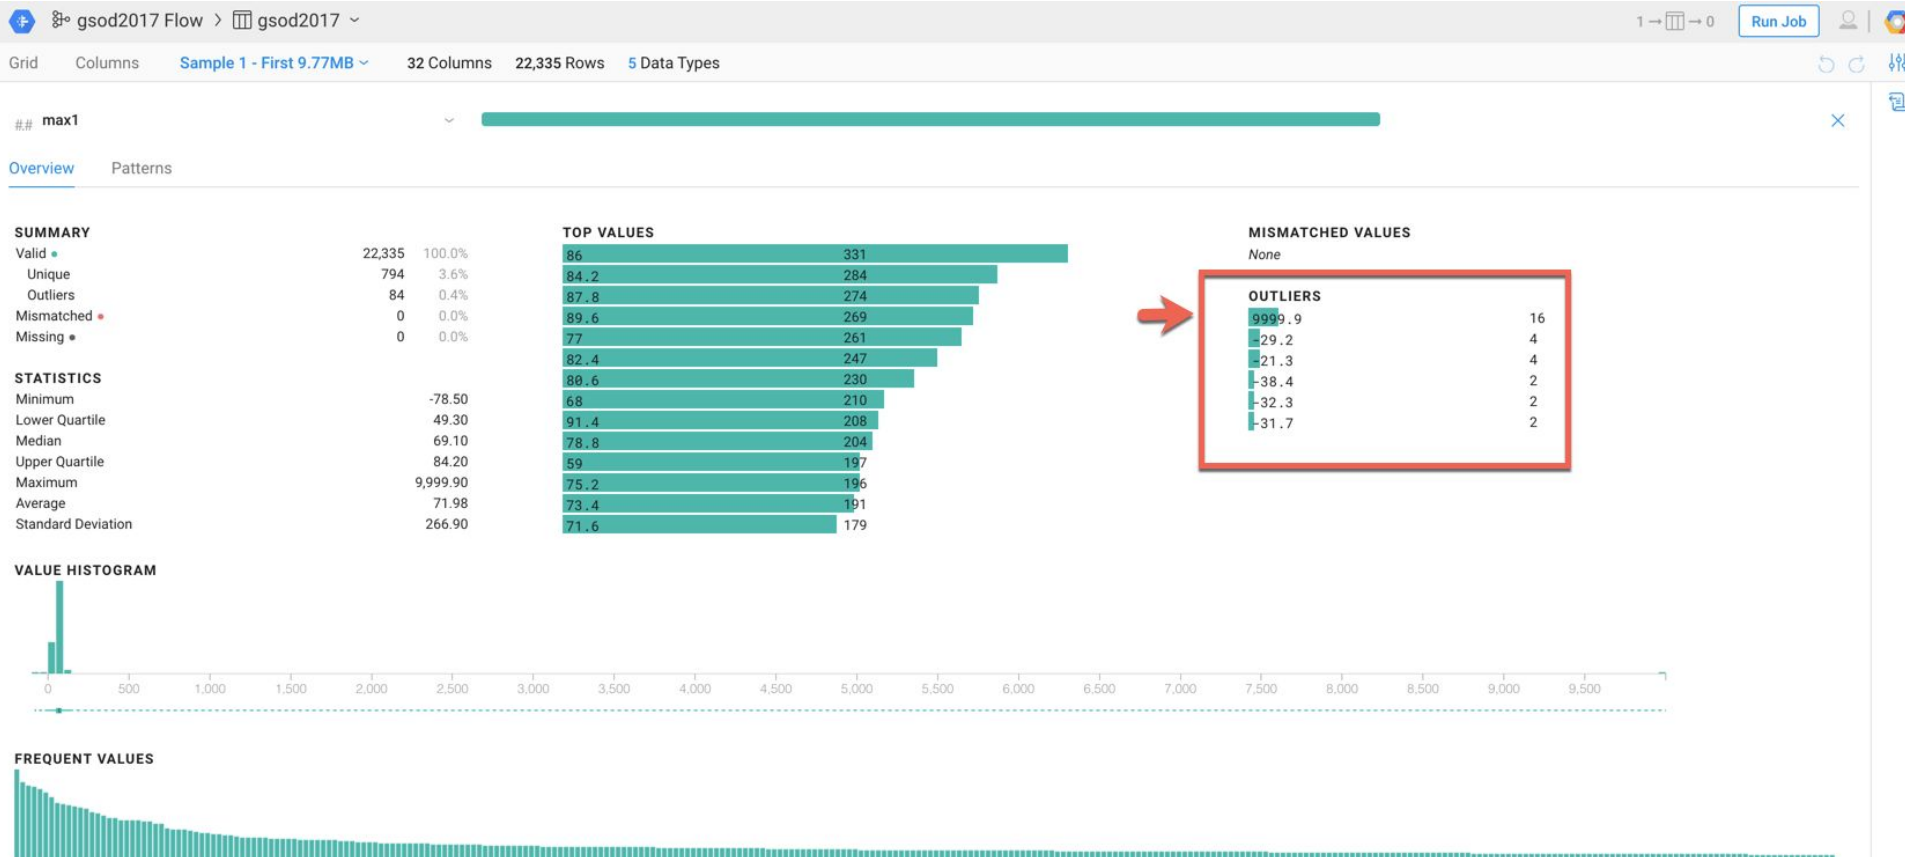 gsod2017 Flow > gsod2017
1 → → 0 Run Job
Grid Columns Sample 1 - First 9.77MB 32 Columns 22,335 Rows 5 Data Types
## max1
Overview Patterns
SUMMARY
Valid 22,335 100.0%
Unique 794 3.6%
Outliers 84 0.4%
Mismatched 0 0.0%
Missing 0 0.0%
STATISTICS
Minimum -78.50
Lower Quartile 49.30
Median 69.10
Upper Quartile 84.20
Maximum 9,999.90
Average 71.98
Standard Deviation 266.90
TOP VALUES
86 331
84.2 284
87.8 274
89.6 269
77 261
82.4 247
80.6 230
68 210
91.4 208
78.8 204
59 197
75.2 196
73.4 191
71.6 179
MISMATCHED VALUES
None
OUTLIERS
9999.9 16
-29.2 4
-21.3 4
-38.4 2
-32.3 2
-31.7 2
VALUE HISTOGRAM
0 500 1,000 1,500 2,000 2,500 3,000 3,500 4,000 4,500 5,000 5,500 6,000 6,500 7,000 7,500 8,000 8,500 9,000 9,500
FREQUENT VALUES